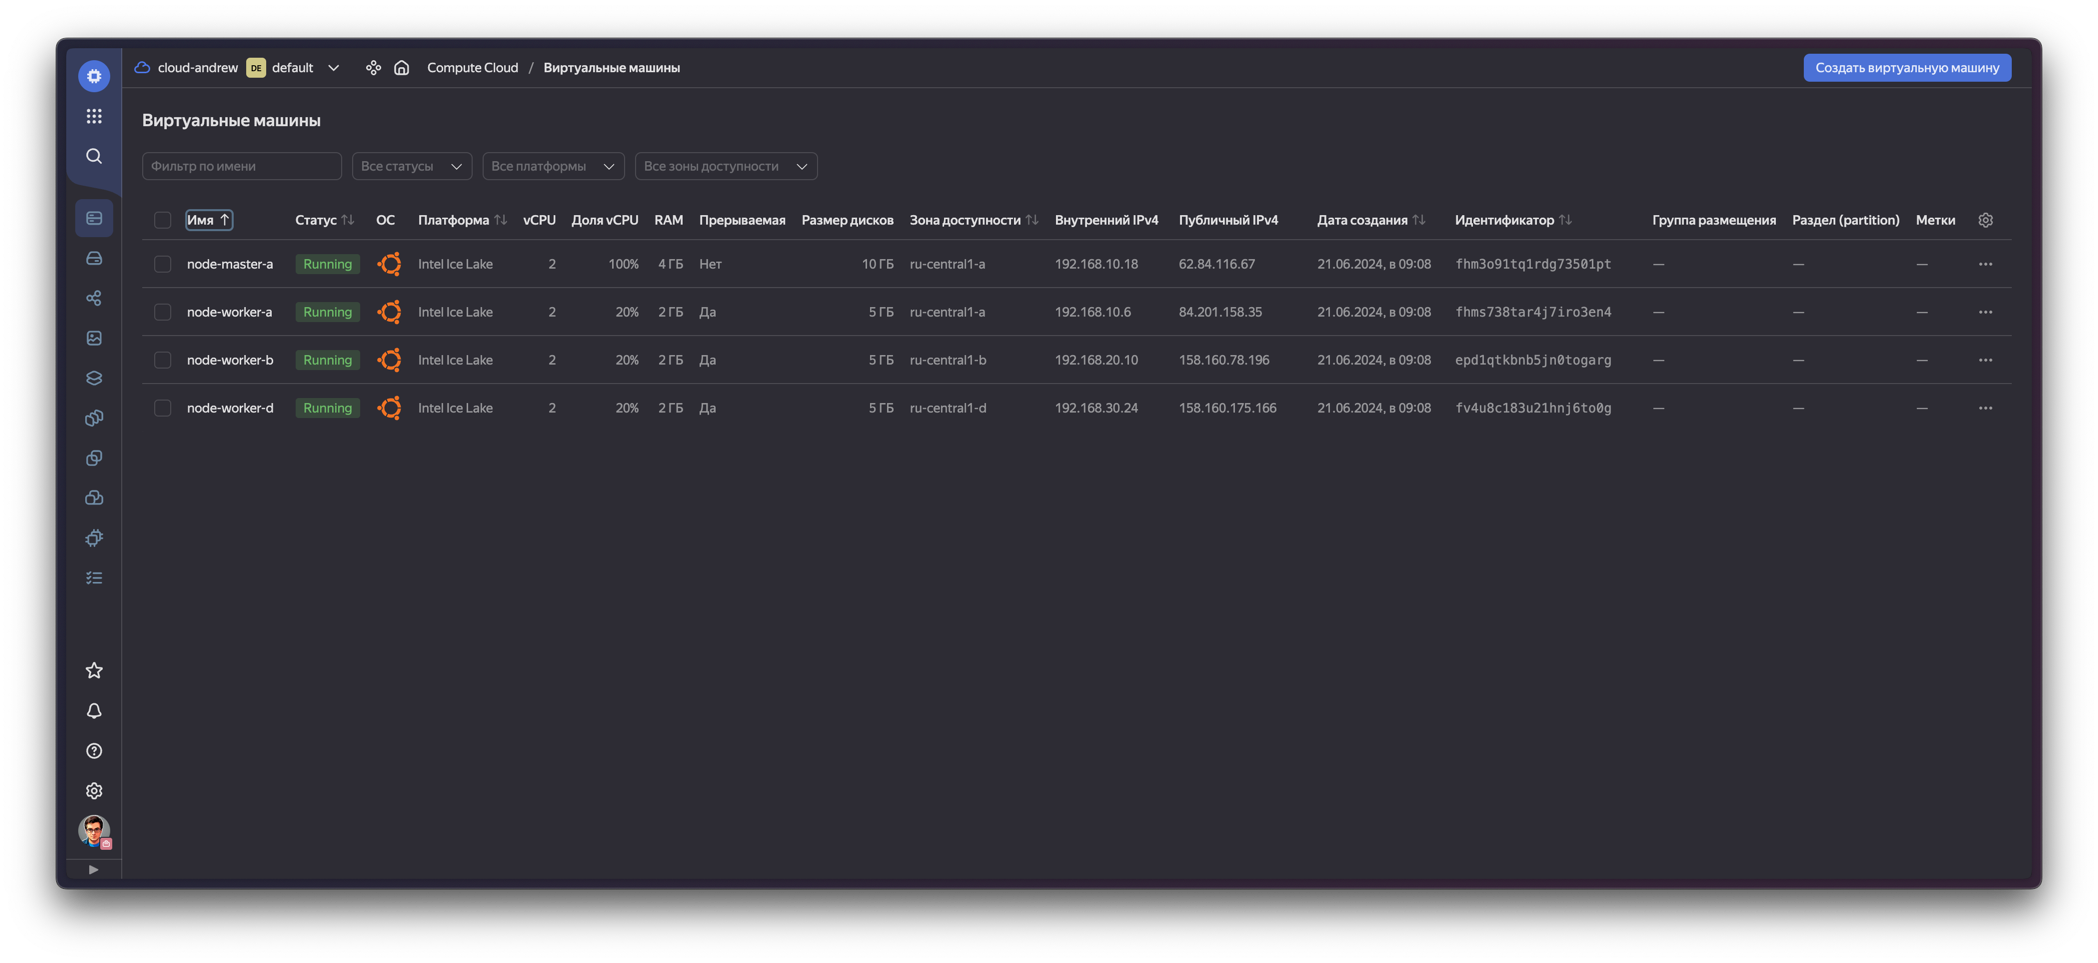 cloud-andrew DE default Compute Cloud / Виртуальные машины Создать виртуальную машину
Виртуальные машины
Фильтр по имени Все статусы Все платформы Все зоны доступности
Имя Статус ОС Платформа vCPU Доля vCPU RAM Прерываемая Размер дисков Зона доступности Внутренний IPv4 Публичный IPv4 Дата создания Идентификатор Группа размещения Раздел (partition) Метки
node-master-a Running Intel Ice Lake 2 100% 4 ГБ Нет 10 ГБ ru-central1-a 192.168.10.18 62.84.116.67 21.06.2024, в 09:08 fhm3o91tq1rdg73501pt — — —
node-worker-a Running Intel Ice Lake 2 20% 2 ГБ Да 5 ГБ ru-central1-a 192.168.10.6 84.201.158.35 21.06.2024, в 09:08 fhms738tar4j7iro3en4 — — —
node-worker-b Running Intel Ice Lake 2 20% 2 ГБ Да 5 ГБ ru-central1-b 192.168.20.10 158.160.78.196 21.06.2024, в 09:08 epd1qtkbnb5jn0togarg — — —
node-worker-d Running Intel Ice Lake 2 20% 2 ГБ Да 5 ГБ ru-central1-d 192.168.30.24 158.160.175.166 21.06.2024, в 09:08 fv4u8c183u21hnj6to0g — — —